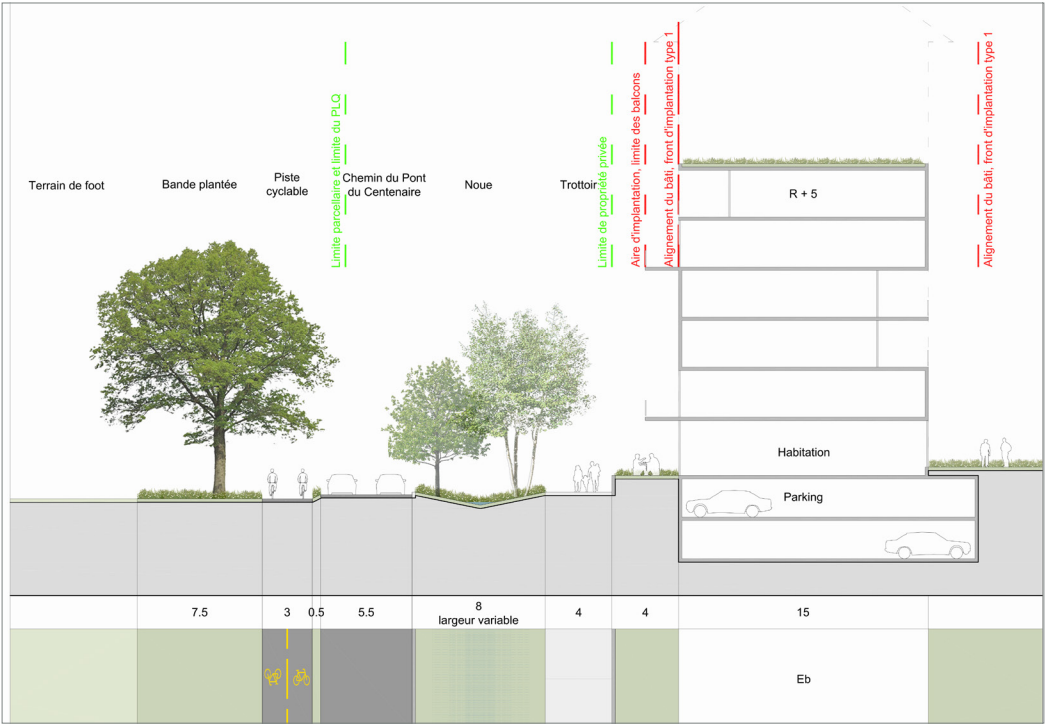 Limite parcellaire et limite du PLQ
Limite de propriété privée
Aire d'implantation, limite des balcons
Alignement du bâti, front d'implantation type 1
Alignement du bâti, front d'implantation type 1
Terrain de foot
Bande plantée
Piste
cyclable
Chemin du Pont
du Centenaire
Noue
Trottoir
R + 5
Habitation
Parking
7.5
3
0.5
5.5
8
largeur variable
4
4
15
Eb